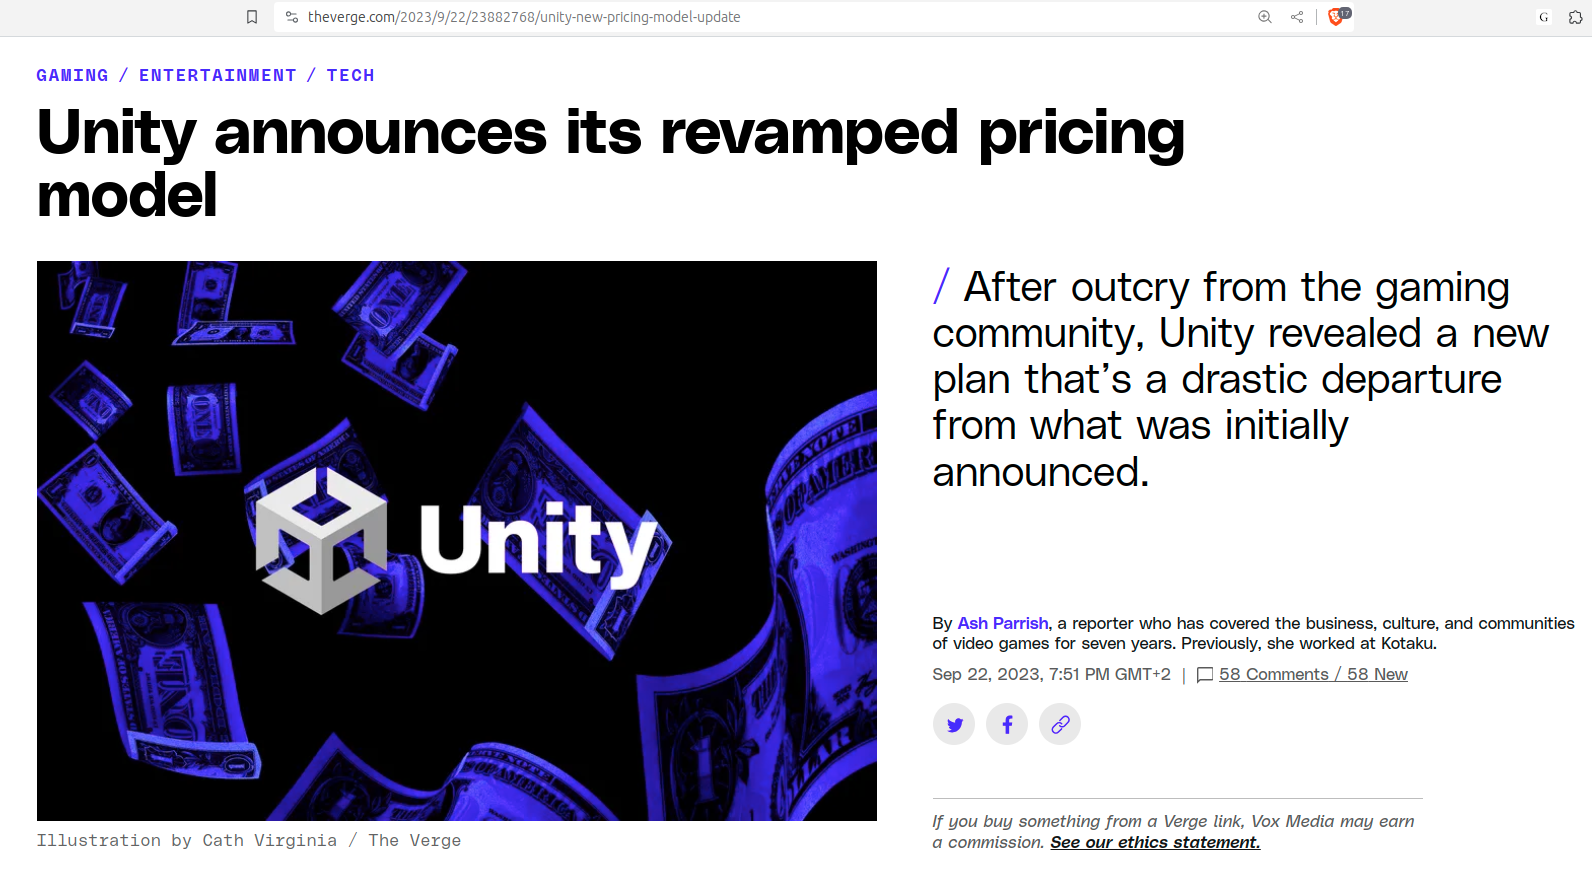 theverge.com/2023/9/22/23882768/unity-new-pricing-model-update
17
G
GAMING / ENTERTAINMENT / TECH
Unity announces its revamped pricing
model
Unity
/ After outcry from the gaming
community, Unity revealed a new
plan that’s a drastic departure
from what was initially
announced.
By Ash Parrish, a reporter who has covered the business, culture, and communities
of video games for seven years. Previously, she worked at Kotaku.
Sep 22, 2023, 7:51 PM GMT+2 | 58 Comments / 58 New
If you buy something from a Verge link, Vox Media may earn
a commission. See our ethics statement.
Illustration by Cath Virginia / The Verge